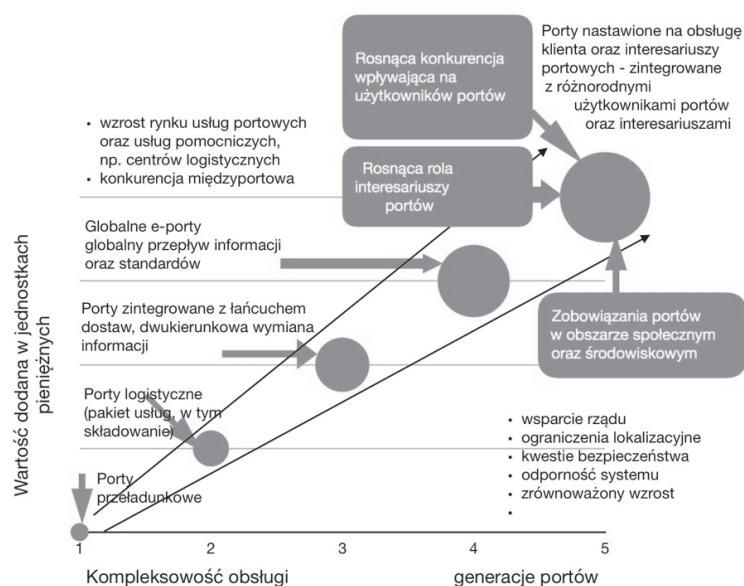 Rosnąca konkurencja
wpływająca na
użytkowników portów
Porty nastawione na obsługę
klienta oraz interesariuszy
portowych - zintegrowane
z różnorodnymi
użytkownikami portów
oraz interesariuszami
• wzrost rynku usług portowych
oraz usług pomocniczych,
np. centrów logistycznych
• konkurencja międzyportowa
Rosnąca rola
interesariuszy
portów
Globalne e-porty
globalny przepływ informacji
oraz standardów
Porty zintegrowane z łańcuchem
dostaw, dwukierunkowa wymiana
informacji
Zobowiązania portów
w obszarze społecznym
oraz środowiskowym
Porty logistyczne
(pakiet usług, w tym
składowanie)
• wsparcie rządu
• ograniczenia lokalizacyjne
• kwestie bezpieczeństwa
• odporność systemu
• zrównoważony wzrost
•
Porty
przeładunkowe
Wartość dodana w jednostkach
pieniężnych
1 2 3 4 5
Kompleksowość obsługi generacje portów